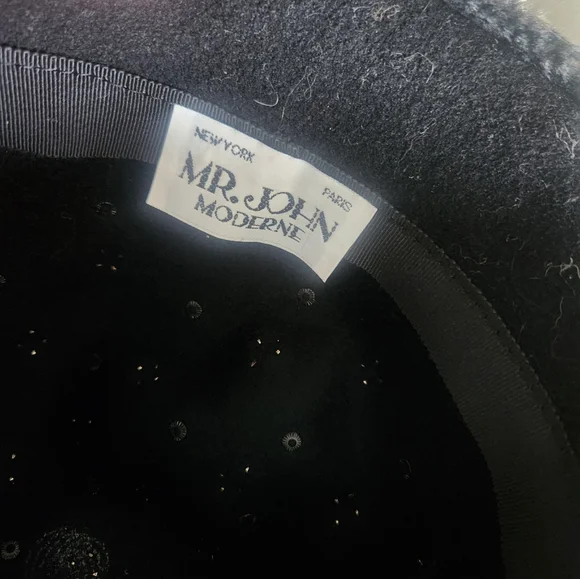 NEW YORK
PARIS
MR. JOHN
MODERNE